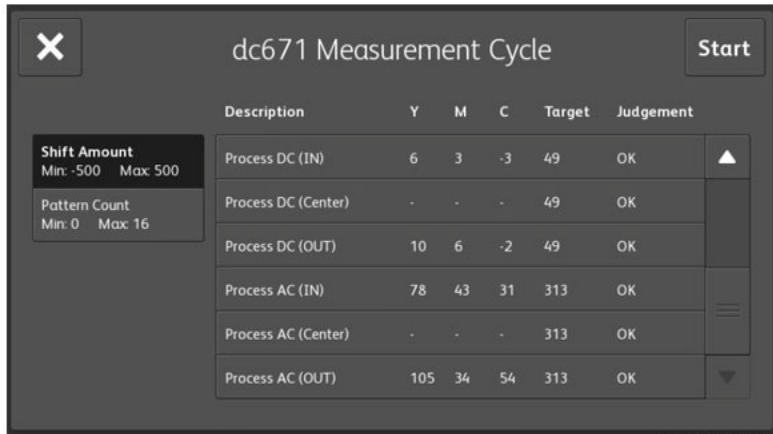 dc671 Measurement Cycle
Start
Description Y M C Target Judgement
Shift Amount
Min: -500 Max: 500
Pattern Count
Min: 0 Max: 16
Process DC (IN) 6 3 -3 49 OK
Process DC (Center) - - - 49 OK
Process DC (OUT) 10 6 -2 49 OK
Process AC (IN) 78 43 31 313 OK
Process AC (Center) - - - 313 OK
Process AC (OUT) 105 34 54 313 OK